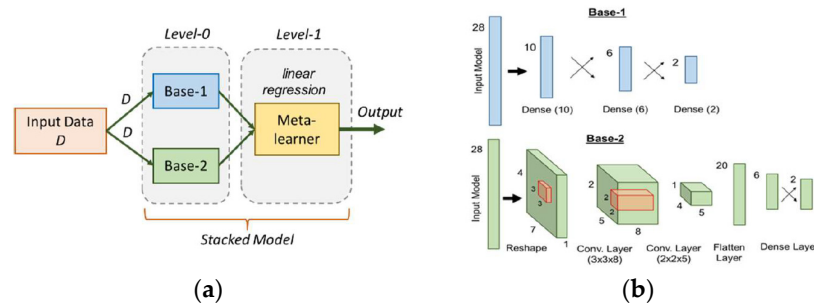 Level-0
Level-1
linear
regression
Input Data
D
D
D
Base-1
Base-2
Meta-
learner
Output
Stacked Model
(a)
Base-1
28
Input Model
10
6
2
Dense (10)
Dense (6)
Dense (2)
Base-2
28
Input Model
4
3
3
7
1
Reshape
2
2
2
5
8
Conv. Layer
(3x3x8)
1
4
5
Conv. Layer
(2x2x5)
20
Flatten
Layer
6
2
Dense Layer
(b)